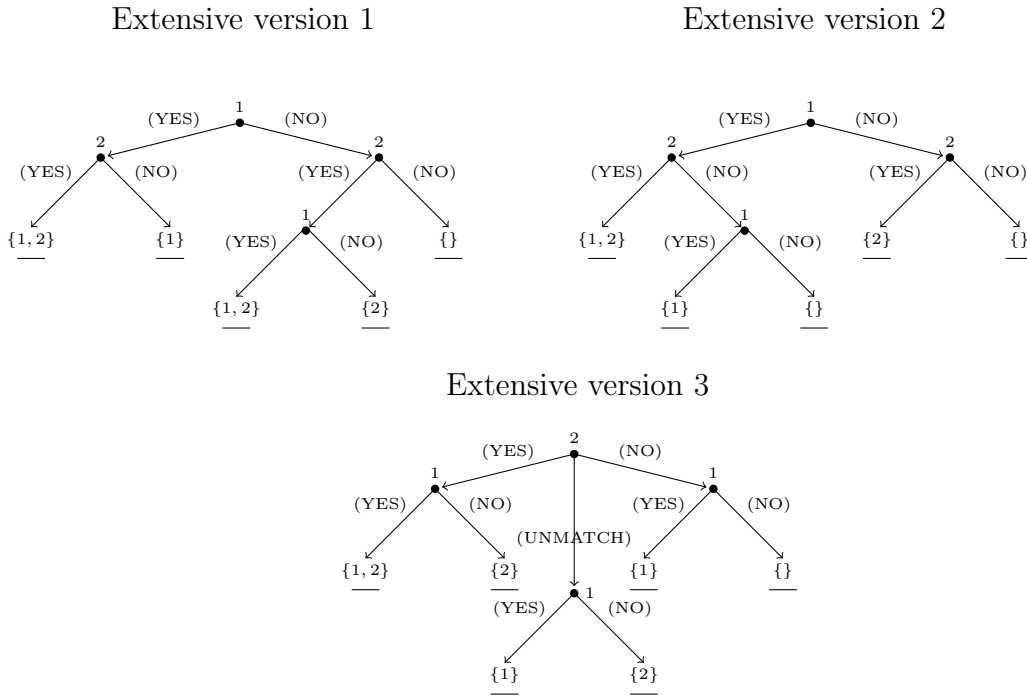 Extensive version 1 Extensive version 2
1 1
(YES) (NO) (YES) (NO)
2 2 2 2
(YES) (NO) (YES) (NO) (YES) (NO) (YES) (NO)
1 1
{1, 2} {1} (YES) (NO) {} {1, 2} (YES) (NO) {2} {}
{1, 2} {2} {1} {}
Extensive version 3
2
(YES) (NO)
1 1
(YES) (NO) (YES) (NO)
(UNMATCH)
{1, 2} {2} {1} {}
1
(YES) (NO)
{1} {2}